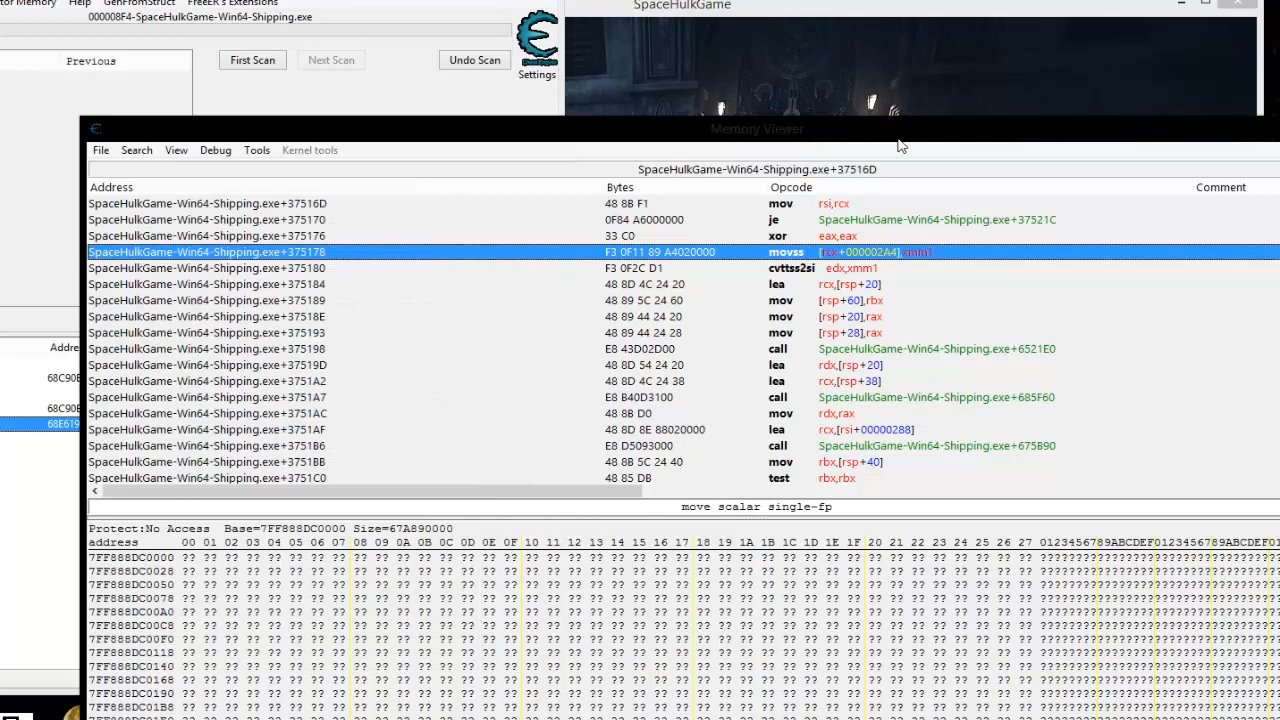 ctor Memory Help GenFromStruct FreeER's Extensions
000008F4-SpaceHulkGame-Win64-Shipping.exe
SpaceHulkGame
Previous
First Scan Next Scan Undo Scan
Settings
Memory Viewer
File Search View Debug Tools Kernel tools
SpaceHulkGame-Win64-Shipping.exe+37516D
Address Bytes Opcode Comment
SpaceHulkGame-Win64-Shipping.exe+37516D 48 8B F1 mov rsi,rcx
SpaceHulkGame-Win64-Shipping.exe+375170 0F84 A6000000 je SpaceHulkGame-Win64-Shipping.exe+37521C
SpaceHulkGame-Win64-Shipping.exe+375176 33 C0 xor eax,eax
SpaceHulkGame-Win64-Shipping.exe+375178 F3 0F11 89 A4020000 movss [rcx+000002A4],xmm1
SpaceHulkGame-Win64-Shipping.exe+375180 F3 0F2C D1 cvttss2si edx,xmm1
SpaceHulkGame-Win64-Shipping.exe+375184 48 8D 4C 24 20 lea rcx,[rsp+20]
SpaceHulkGame-Win64-Shipping.exe+375189 48 89 5C 24 60 mov [rsp+60],rbx
SpaceHulkGame-Win64-Shipping.exe+37518E 48 89 44 24 20 mov [rsp+20],rax
SpaceHulkGame-Win64-Shipping.exe+375193 48 89 44 24 28 mov [rsp+28],rax
SpaceHulkGame-Win64-Shipping.exe+375198 E8 43D02D00 call SpaceHulkGame-Win64-Shipping.exe+6521E0
SpaceHulkGame-Win64-Shipping.exe+37519D 48 8D 54 24 20 lea rdx,[rsp+20]
SpaceHulkGame-Win64-Shipping.exe+3751A2 48 8D 4C 24 38 lea rcx,[rsp+38]
SpaceHulkGame-Win64-Shipping.exe+3751A7 E8 B40D3100 call SpaceHulkGame-Win64-Shipping.exe+685F60
SpaceHulkGame-Win64-Shipping.exe+3751AC 48 8B D0 mov rdx,rax
SpaceHulkGame-Win64-Shipping.exe+3751AF 48 8D 8E 88020000 lea rcx,[rsi+00000288]
SpaceHulkGame-Win64-Shipping.exe+3751B6 E8 D5093000 call SpaceHulkGame-Win64-Shipping.exe+675B90
SpaceHulkGame-Win64-Shipping.exe+3751BB 48 8B 5C 24 40 mov rbx,[rsp+40]
SpaceHulkGame-Win64-Shipping.exe+3751C0 48 85 DB test rbx,rbx
Addre
68C90E
68C90E
68E619
move scalar single-fp
Protect:No Access Base=7FF888DC0000 Size=67A890000
address 00 01 02 03 04 05 06 07 08 09 0A 0B 0C 0D 0E 0F 10 11 12 13 14 15 16 17 18 19 1A 1B 1C 1D 1E 1F 20 21 22 23 24 25 26 27 0123456789ABCDEF0123456789ABCDEF01
7FF888DC0000 ?? ?? ?? ?? ?? ?? ?? ?? ?? ?? ?? ?? ?? ?? ?? ?? ?? ?? ?? ?? ?? ?? ?? ?? ?? ?? ?? ?? ?? ?? ?? ?? ?? ?? ?? ?? ?? ?? ?? ?? ??????????????????????????????????
7FF888DC0028 ?? ?? ?? ?? ?? ?? ?? ?? ?? ?? ?? ?? ?? ?? ?? ?? ?? ?? ?? ?? ?? ?? ?? ?? ?? ?? ?? ?? ?? ?? ?? ?? ?? ?? ?? ?? ?? ?? ?? ?? ??????????????????????????????????
7FF888DC0050 ?? ?? ?? ?? ?? ?? ?? ?? ?? ?? ?? ?? ?? ?? ?? ?? ?? ?? ?? ?? ?? ?? ?? ?? ?? ?? ?? ?? ?? ?? ?? ?? ?? ?? ?? ?? ?? ?? ?? ?? ??????????????????????????????????
7FF888DC0078 ?? ?? ?? ?? ?? ?? ?? ?? ?? ?? ?? ?? ?? ?? ?? ?? ?? ?? ?? ?? ?? ?? ?? ?? ?? ?? ?? ?? ?? ?? ?? ?? ?? ?? ?? ?? ?? ?? ?? ?? ??????????????????????????????????
7FF888DC00A0 ?? ?? ?? ?? ?? ?? ?? ?? ?? ?? ?? ?? ?? ?? ?? ?? ?? ?? ?? ?? ?? ?? ?? ?? ?? ?? ?? ?? ?? ?? ?? ?? ?? ?? ?? ?? ?? ?? ?? ?? ??????????????????????????????????
7FF888DC00C8 ?? ?? ?? ?? ?? ?? ?? ?? ?? ?? ?? ?? ?? ?? ?? ?? ?? ?? ?? ?? ?? ?? ?? ?? ?? ?? ?? ?? ?? ?? ?? ?? ?? ?? ?? ?? ?? ?? ?? ?? ??????????????????????????????????
7FF888DC00F0 ?? ?? ?? ?? ?? ?? ?? ?? ?? ?? ?? ?? ?? ?? ?? ?? ?? ?? ?? ?? ?? ?? ?? ?? ?? ?? ?? ?? ?? ?? ?? ?? ?? ?? ?? ?? ?? ?? ?? ?? ??????????????????????????????????
7FF888DC0118 ?? ?? ?? ?? ?? ?? ?? ?? ?? ?? ?? ?? ?? ?? ?? ?? ?? ?? ?? ?? ?? ?? ?? ?? ?? ?? ?? ?? ?? ?? ?? ?? ?? ?? ?? ?? ?? ?? ?? ?? ??????????????????????????????????
7FF888DC0140 ?? ?? ?? ?? ?? ?? ?? ?? ?? ?? ?? ?? ?? ?? ?? ?? ?? ?? ?? ?? ?? ?? ?? ?? ?? ?? ?? ?? ?? ?? ?? ?? ?? ?? ?? ?? ?? ?? ?? ?? ??????????????????????????????????
7FF888DC0168 ?? ?? ?? ?? ?? ?? ?? ?? ?? ?? ?? ?? ?? ?? ?? ?? ?? ?? ?? ?? ?? ?? ?? ?? ?? ?? ?? ?? ?? ?? ?? ?? ?? ?? ?? ?? ?? ?? ?? ?? ??????????????????????????????????
7FF888DC0190 ?? ?? ?? ?? ?? ?? ?? ?? ?? ?? ?? ?? ?? ?? ?? ?? ?? ?? ?? ?? ?? ?? ?? ?? ?? ?? ?? ?? ?? ?? ?? ?? ?? ?? ?? ?? ?? ?? ?? ?? ??????????????????????????????????
7FF888DC01B8 ?? ?? ?? ?? ?? ?? ?? ?? ?? ?? ?? ?? ?? ?? ?? ?? ?? ?? ?? ?? ?? ?? ?? ?? ?? ?? ?? ?? ?? ?? ?? ?? ?? ?? ?? ?? ?? ?? ?? ?? ??????????????????????????????????